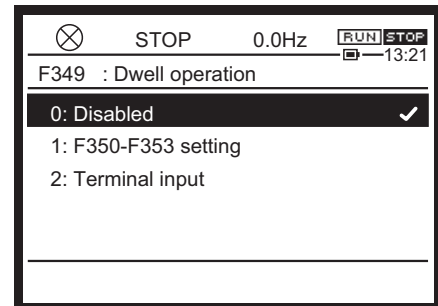 STOP 0.0Hz RUN STOP
13:21
F349 : Dwell operation
0: Disabled
1: F350-F353 setting
2: Terminal input